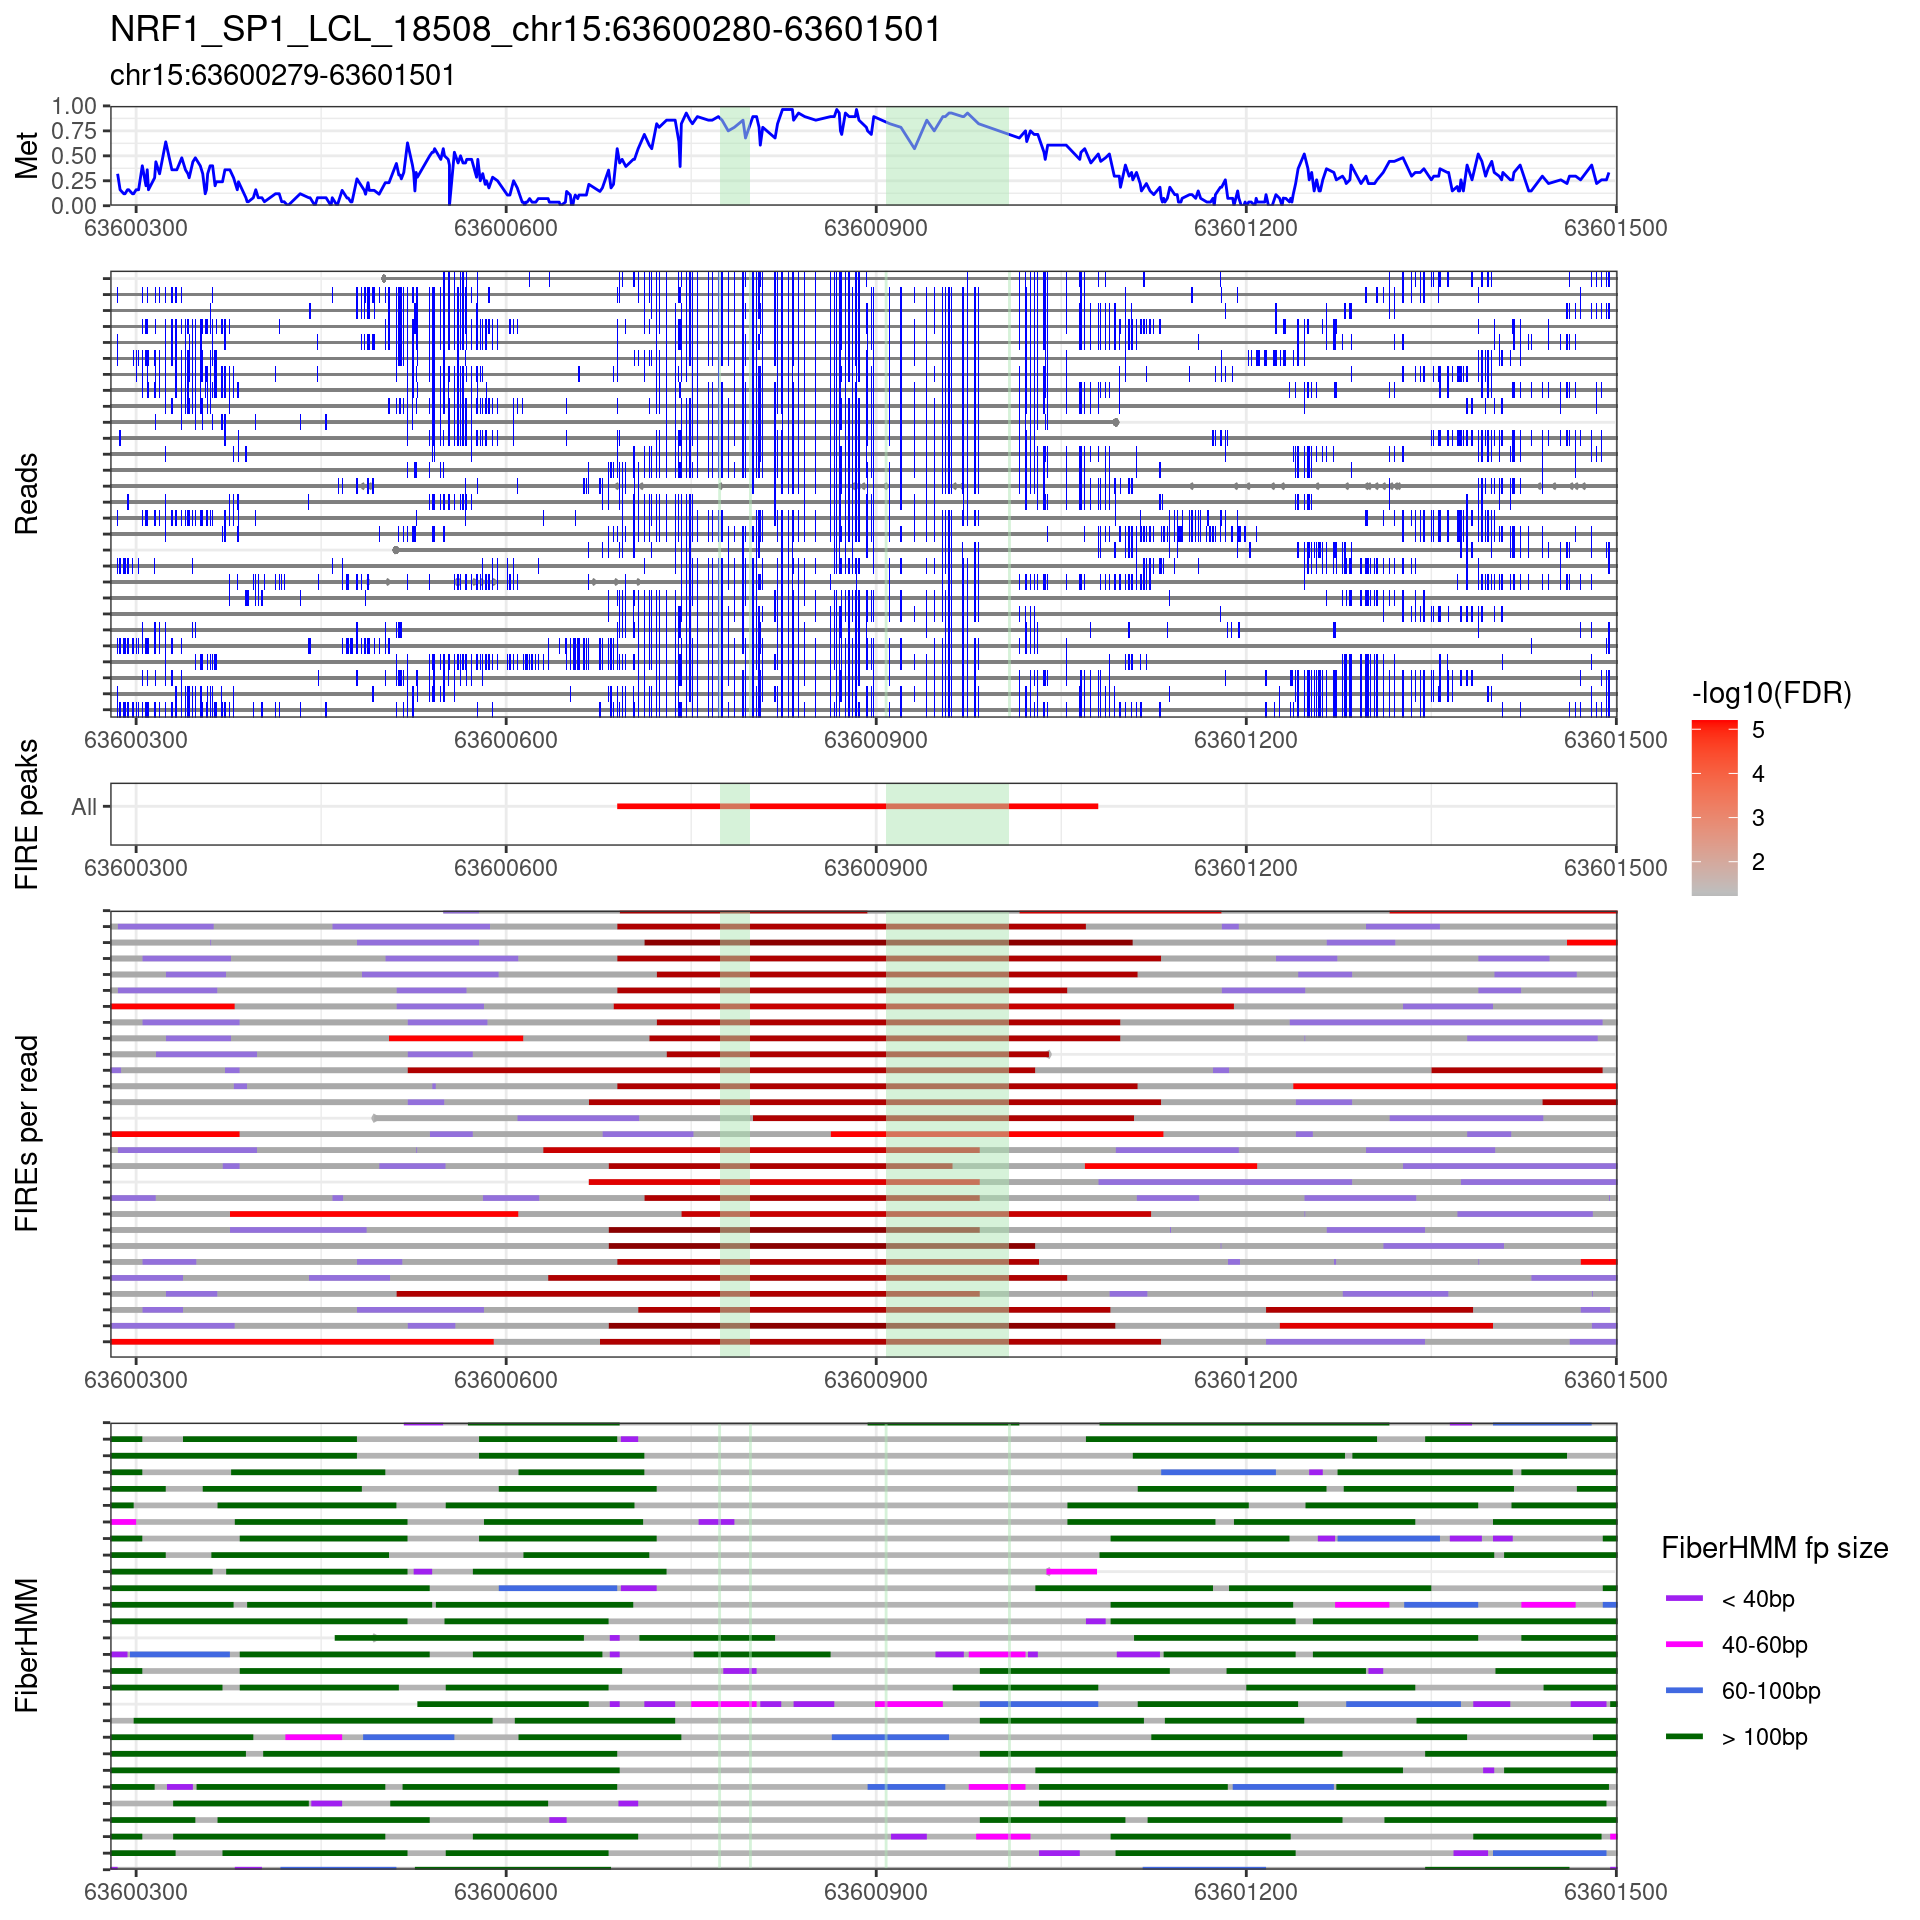 NRF1_SP1_LCL_18508_chr15:63600280-63601501
chr15:63600279-63601501
Met
1.00
0.75
0.50
0.25
0.00
63600300 63600600 63600900 63601200 63601500
Reads
63600300 63600600 63600900 63601200 63601500
FIRE peaks
All
63600300 63600600 63600900 63601200 63601500
-log10(FDR)
5
4
3
2
FIREs per read
63600300 63600600 63600900 63601200 63601500
FiberHMM
63600300 63600600 63600900 63601200 63601500
FiberHMM fp size
< 40bp
40-60bp
60-100bp
> 100bp